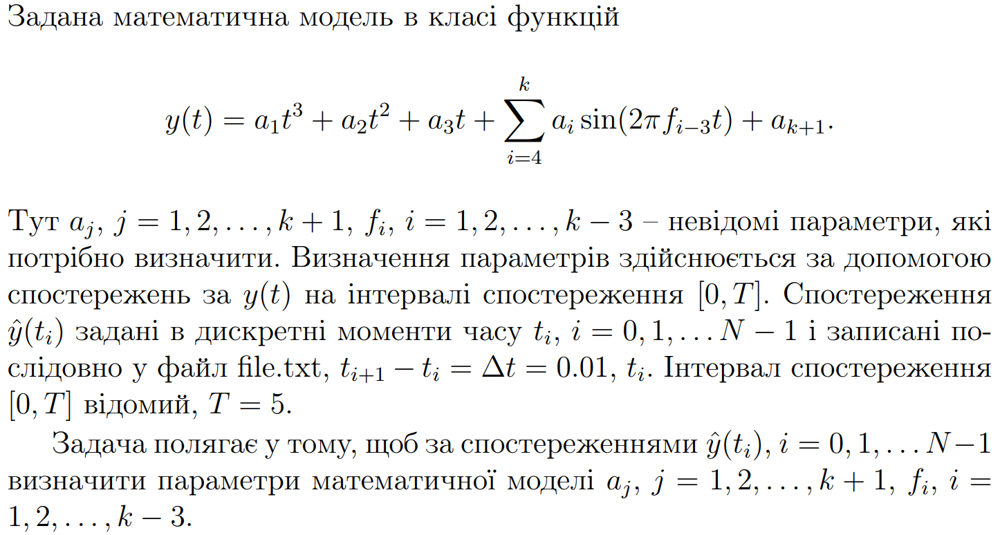 Задана математична модель в класі функцій
$$y(t) = a_1t^3 + a_2t^2 + a_3t + \sum_{i=4}^{k} a_i \sin(2\pi f_{i-3}t) + a_{k+1}.$$
Тут $a_j$, $j = 1, 2, \ldots, k + 1$, $f_i$, $i = 1, 2, \ldots, k - 3$ – невідомі параметри, які
потрібно визначити. Визначення параметрів здійснюється за допомогою
спостережень за $y(t)$ на інтервалі спостереження $[0, T]$. Спостереження
$\hat{y}(t_i)$ задані в дискретні моменти часу $t_i$, $i = 0, 1, \ldots N - 1$ і записані по-
слідовно у файл file.txt, $t_{i+1} - t_i = \Delta t = 0.01$, $t_i$. Інтервал спостереження
$[0, T]$ відомий, $T = 5$.
Задача полягає у тому, щоб за спостереженнями $\hat{y}(t_i)$, $i = 0, 1, \ldots N-1$
визначити параметри математичної моделі $a_j$, $j = 1, 2, \ldots, k + 1$, $f_i$, $i =$
$1, 2, \ldots, k - 3$.